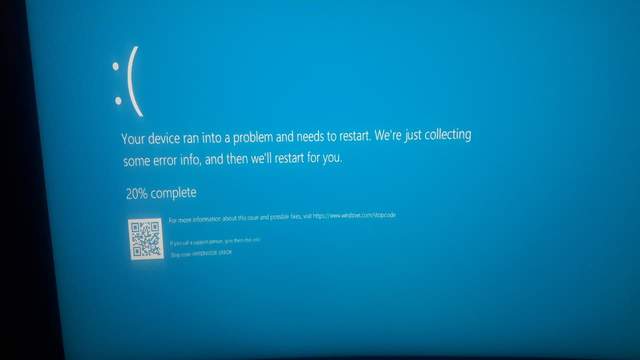 :(
Your device ran into a problem and needs to restart. We're just collecting
some error info, and then we'll restart for you.
20% complete
For more information about this issue and possible fixes, visit https://www.windows.com/stopcode
If you call a support person, give them this info:
Stop code: HYPERVISOR_ERROR